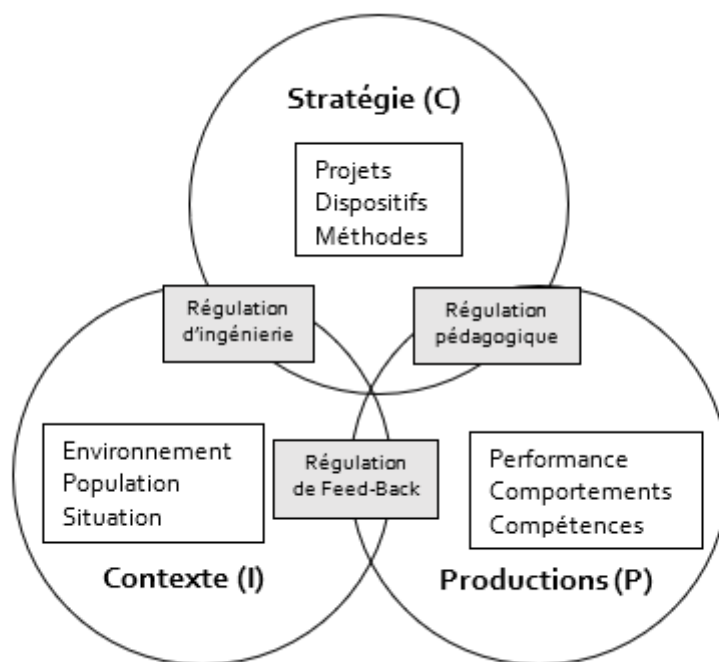 Stratégie (C)
Projets
Dispositifs
Méthodes
Régulation
d'ingénierie
Régulation
pédagogique
Environnement
Population
Situation
Régulation
de Feed-Back
Performance
Comportements
Compétences
Contexte (I)
Productions (P)